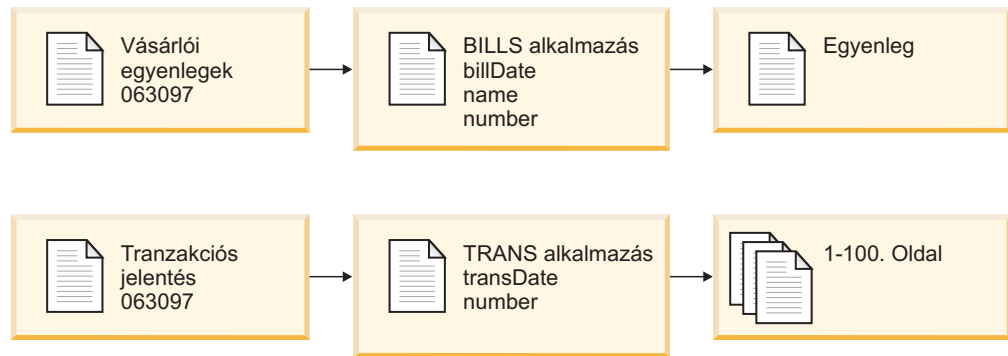 Vásárlói
egyenlegek
063097
BILLS alkalmazás
billDate
name
number
Egyenleg
Tranzakciós
jelentés
063097
TRANS alkalmazás
transDate
number
1-100. Oldal